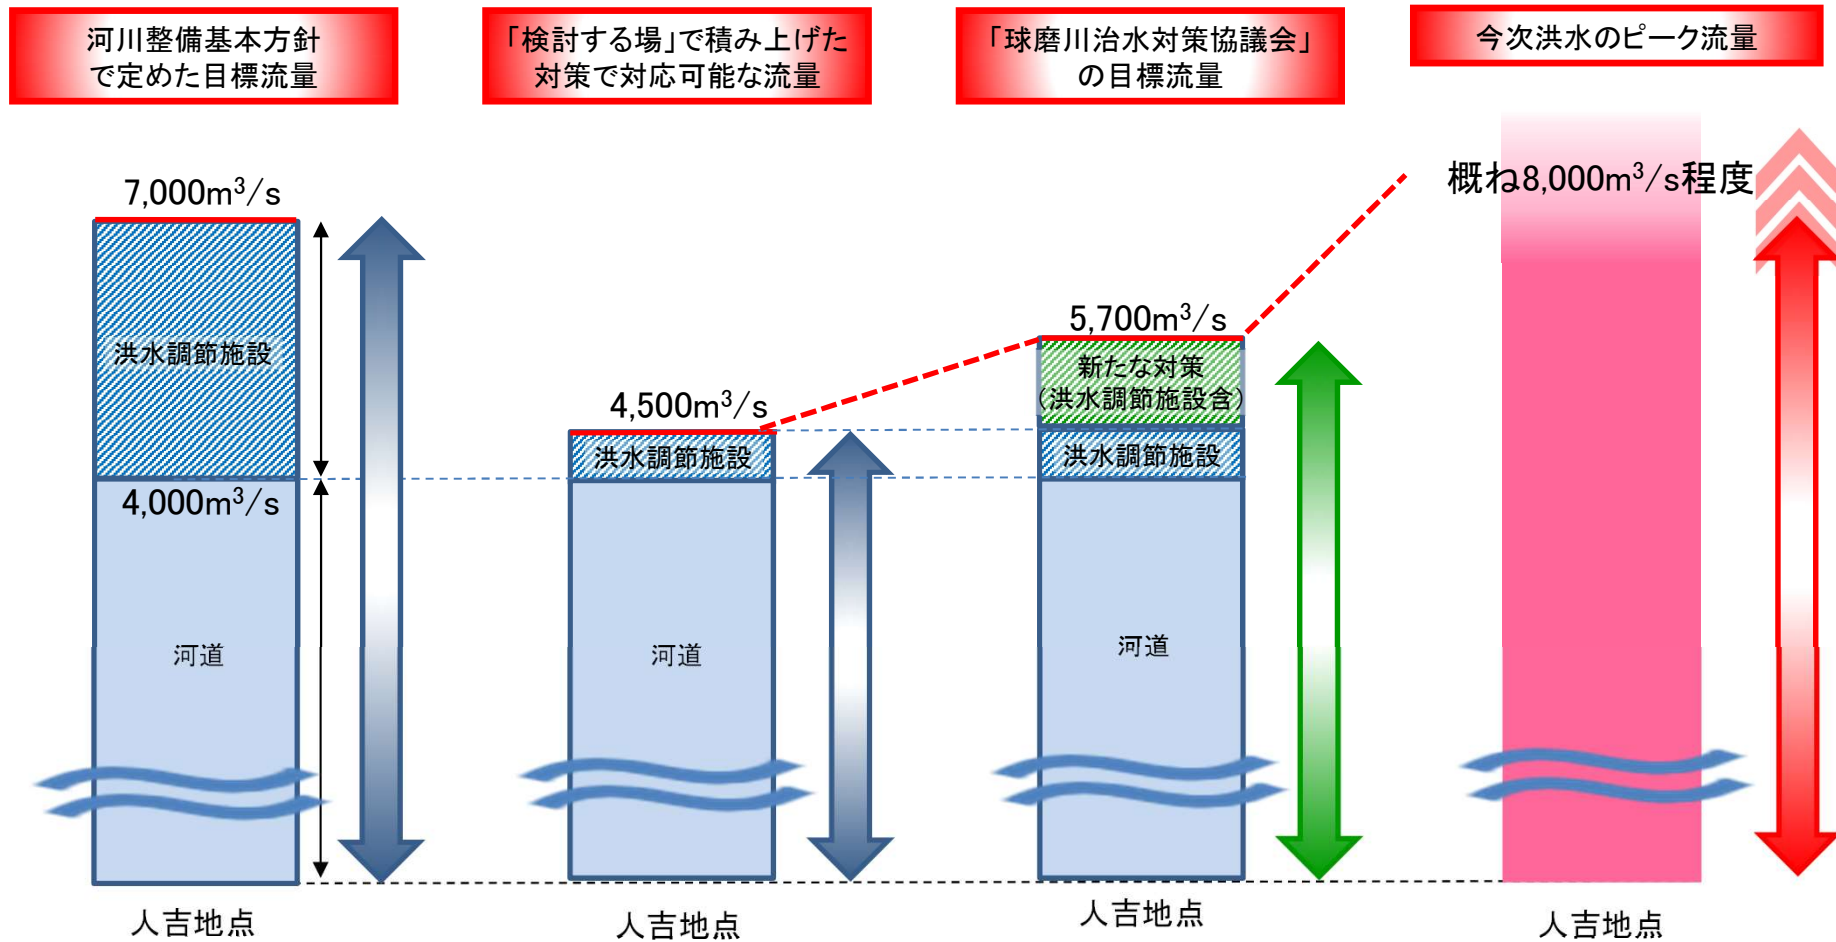 河川整備基本方針
で定めた目標流量
「検討する場」で積み上げた
対策で対応可能な流量
「球磨川治水対策協議会」
の目標流量
今次洪水のピーク流量
7,000m³/s
洪水調節施設
4,000m³/s
河道
人吉地点
4,500m³/s
洪水調節施設
河道
人吉地点
5,700m³/s
新たな対策
(洪水調節施設含)
洪水調節施設
河道
人吉地点
概ね8,000m³/s程度
人吉地点